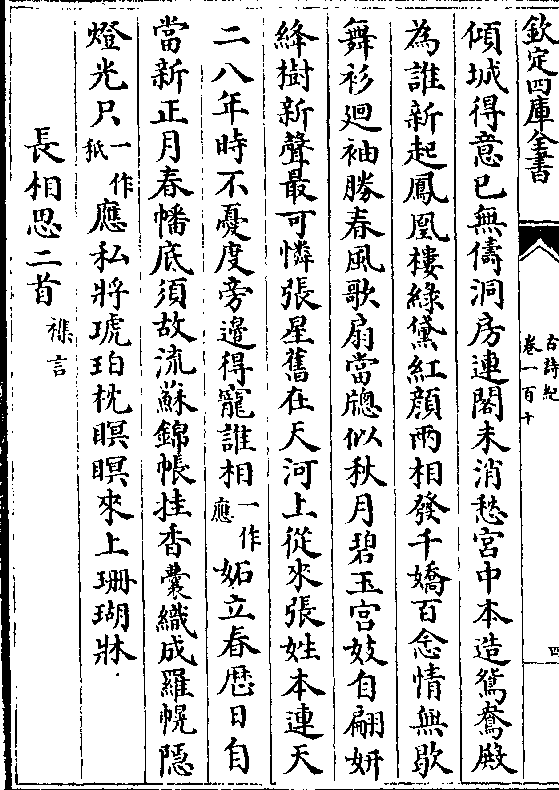 欽定四庫全書
古詩紀
卷一百十
四
傾城得意已無儔洞房連閣未消愁宮中本造鴛鴦殿
為誰新起鳳凰樓綠黛紅顏兩相發千嬌百念情無歇
舞衫廻袖勝春風歌扇當牕似秋月碧玉宮妓自翩妍
絳樹新聲最可憐張星舊在天河上從來張姓本連天
二八年時不憂度旁邊得寵誰相一作應妬立春厯日自
當新正月春幡底須故流蘇錦帳挂香囊織成羅幌隱
燈光只一作秖應私將琥珀枕暝暝來上珊瑚牀
長相思二首 襍言